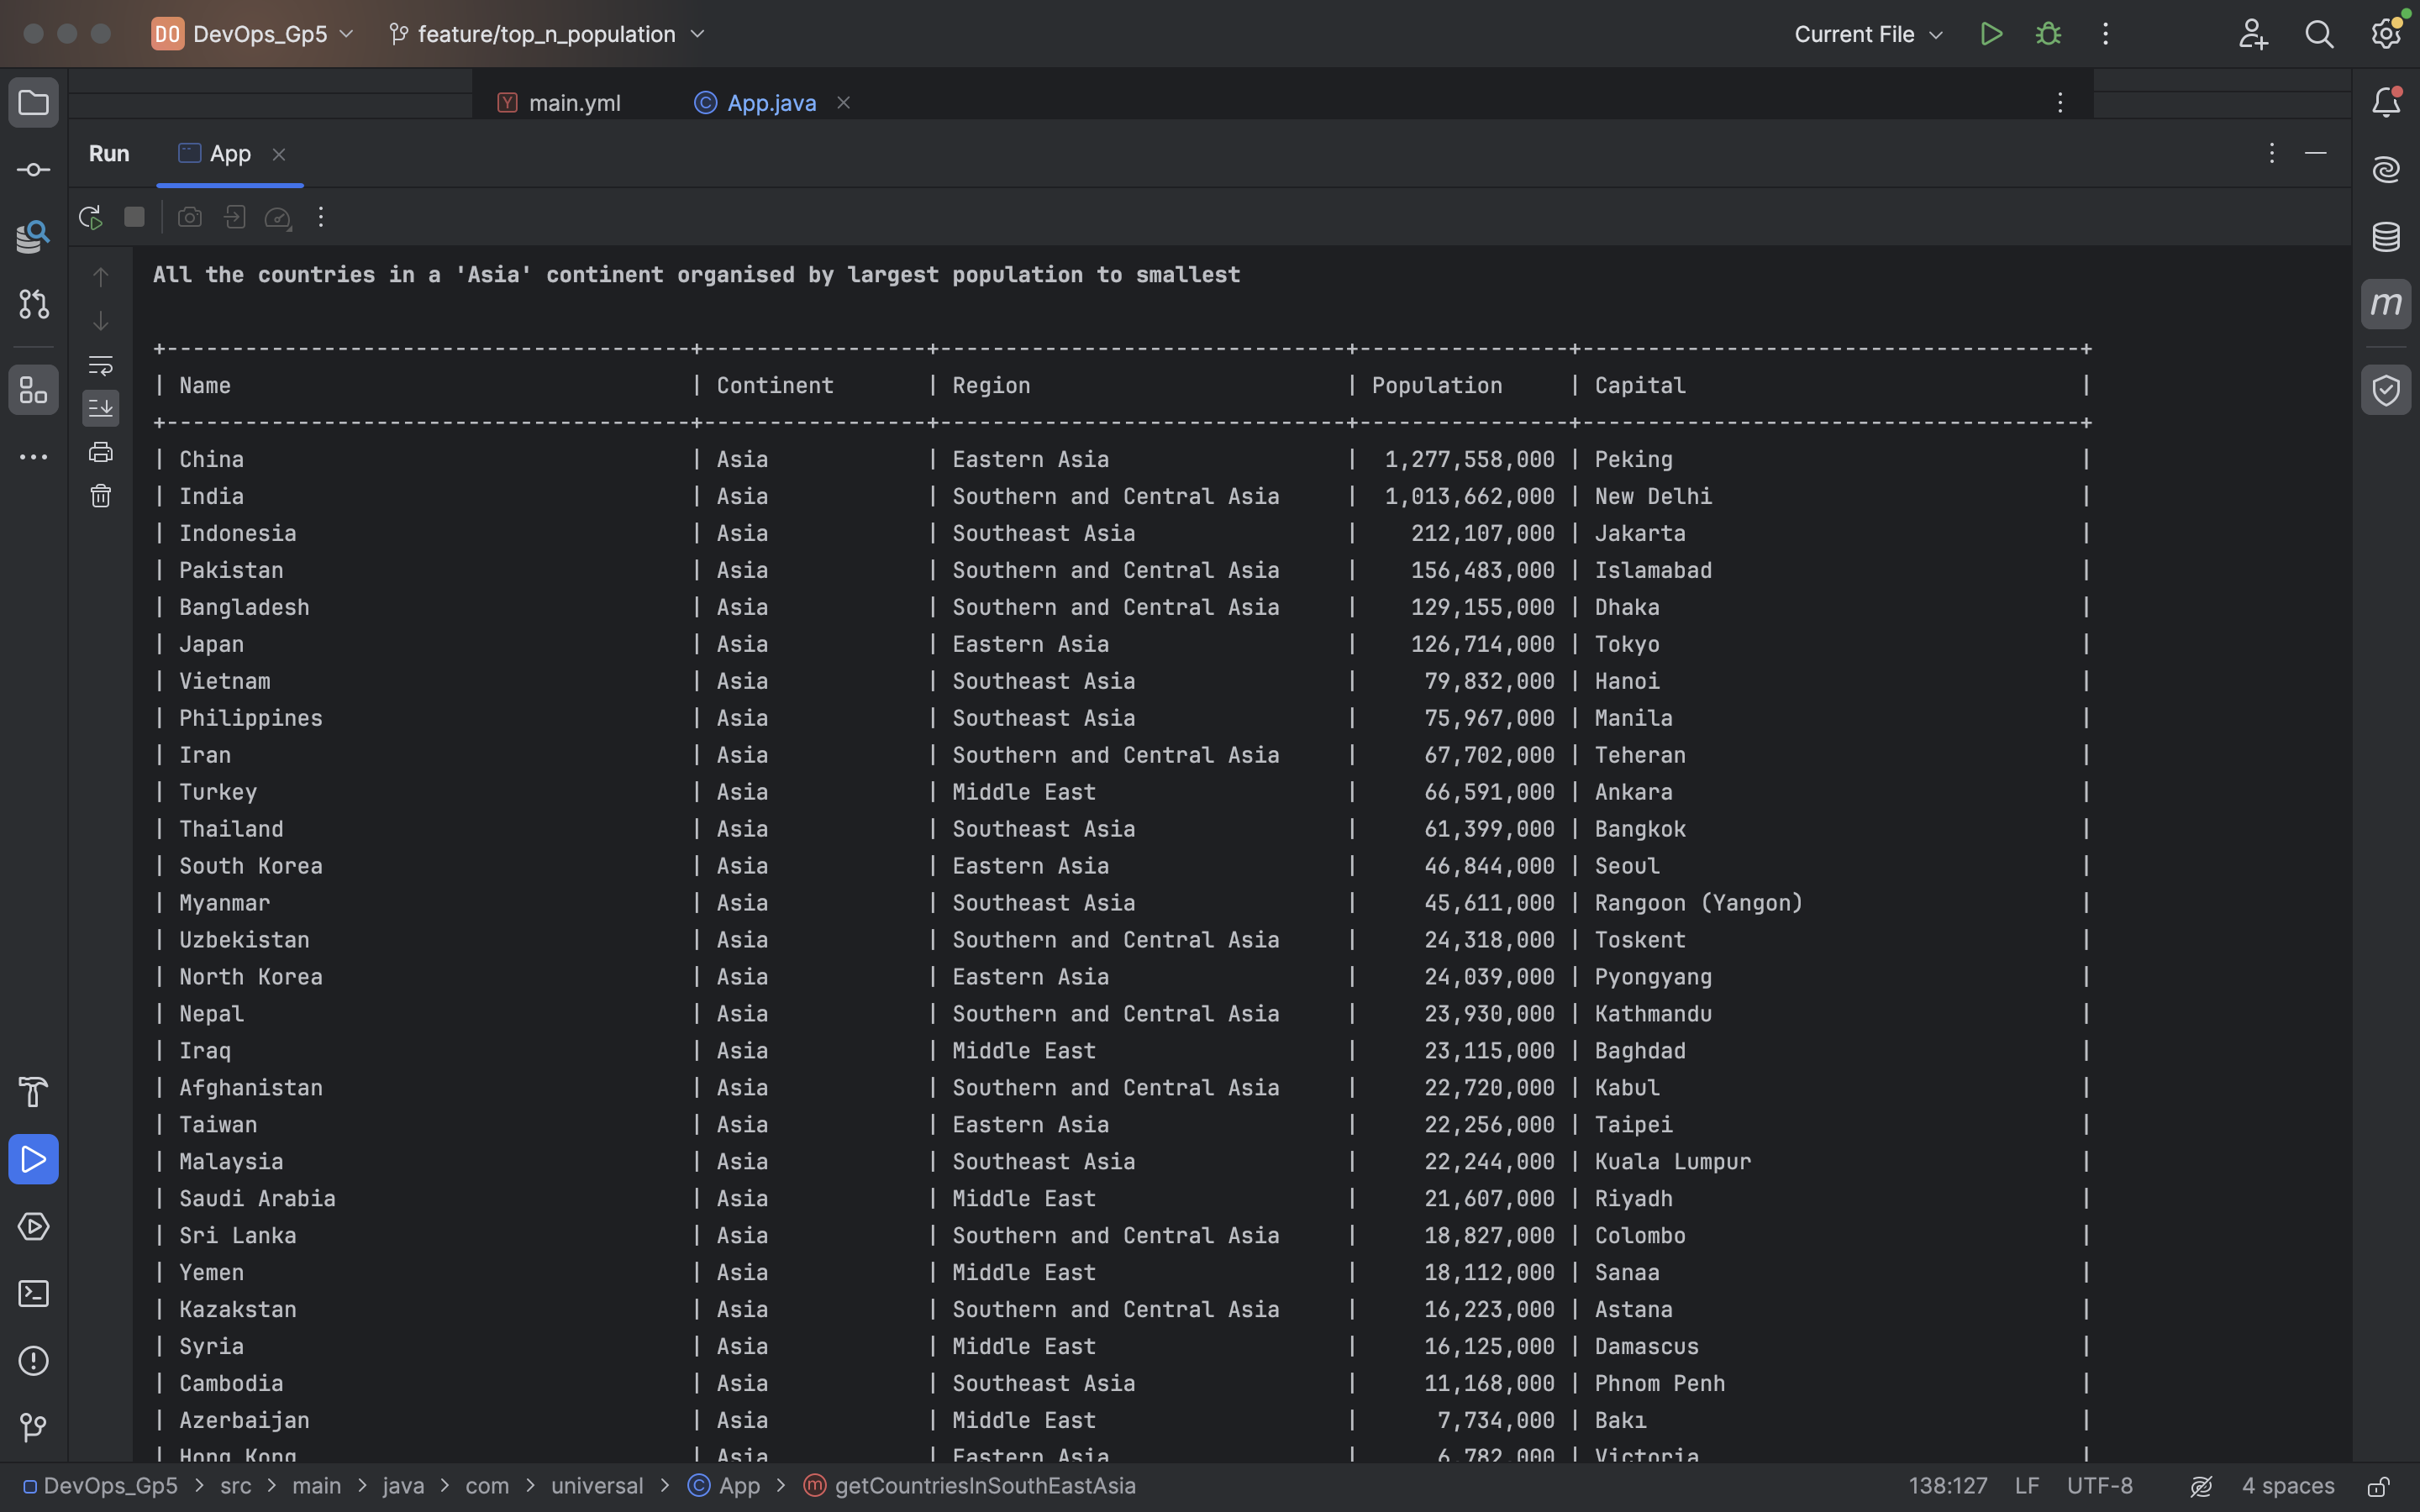 DO DevOps_Gp5 feature/top_n_population Current File
Y main.yml C App.java
Run App
All the countries in a 'Asia' continent organised by largest population to smallest
+----------------------------------------+-----------------+-------------------------------+----------------+--------------------------------------+
| Name | Continent | Region | Population | Capital |
+----------------------------------------+-----------------+-------------------------------+----------------+--------------------------------------+
| China | Asia | Eastern Asia | 1,277,558,000 | Peking |
| India | Asia | Southern and Central Asia | 1,013,662,000 | New Delhi |
| Indonesia | Asia | Southeast Asia | 212,107,000 | Jakarta |
| Pakistan | Asia | Southern and Central Asia | 156,483,000 | Islamabad |
| Bangladesh | Asia | Southern and Central Asia | 129,155,000 | Dhaka |
| Japan | Asia | Eastern Asia | 126,714,000 | Tokyo |
| Vietnam | Asia | Southeast Asia | 79,832,000 | Hanoi |
| Philippines | Asia | Southeast Asia | 75,967,000 | Manila |
| Iran | Asia | Southern and Central Asia | 67,702,000 | Teheran |
| Turkey | Asia | Middle East | 66,591,000 | Ankara |
| Thailand | Asia | Southeast Asia | 61,399,000 | Bangkok |
| South Korea | Asia | Eastern Asia | 46,844,000 | Seoul |
| Myanmar | Asia | Southeast Asia | 45,611,000 | Rangoon (Yangon) |
| Uzbekistan | Asia | Southern and Central Asia | 24,318,000 | Toskent |
| North Korea | Asia | Eastern Asia | 24,039,000 | Pyongyang |
| Nepal | Asia | Southern and Central Asia | 23,930,000 | Kathmandu |
| Iraq | Asia | Middle East | 23,115,000 | Baghdad |
| Afghanistan | Asia | Southern and Central Asia | 22,720,000 | Kabul |
| Taiwan | Asia | Eastern Asia | 22,256,000 | Taipei |
| Malaysia | Asia | Southeast Asia | 22,244,000 | Kuala Lumpur |
| Saudi Arabia | Asia | Middle East | 21,607,000 | Riyadh |
| Sri Lanka | Asia | Southern and Central Asia | 18,827,000 | Colombo |
| Yemen | Asia | Middle East | 18,112,000 | Sanaa |
| Kazakstan | Asia | Southern and Central Asia | 16,223,000 | Astana |
| Syria | Asia | Middle East | 16,125,000 | Damascus |
| Cambodia | Asia | Southeast Asia | 11,168,000 | Phnom Penh |
| Azerbaijan | Asia | Middle East | 7,734,000 | Bakı |
| Hong Kong | Asia | Eastern Asia | 6,782,000 | Victoria |
DevOps_Gp5 > src > main > java > com > universal > C App > m getCountriesInSouthEastAsia 138:127 LF UTF-8 4 spaces